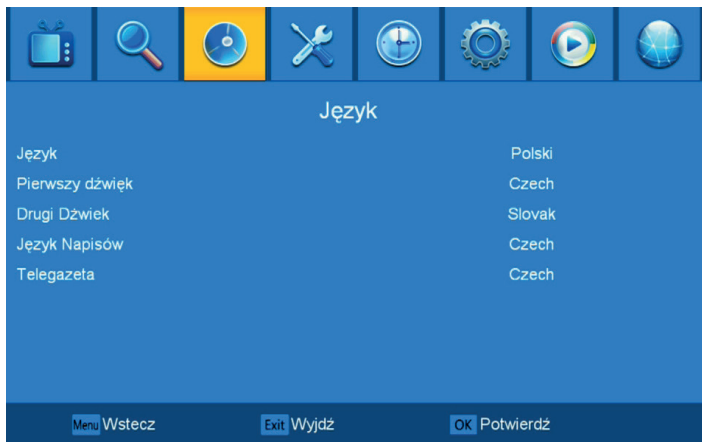 Język
Język Polski
Pierwszy dźwięk Czech
Drugi Dźwiek Slovak
Język Napisów Czech
Telegazeta Czech
Menu Wstecz Exit Wyjdź OK Potwierdź